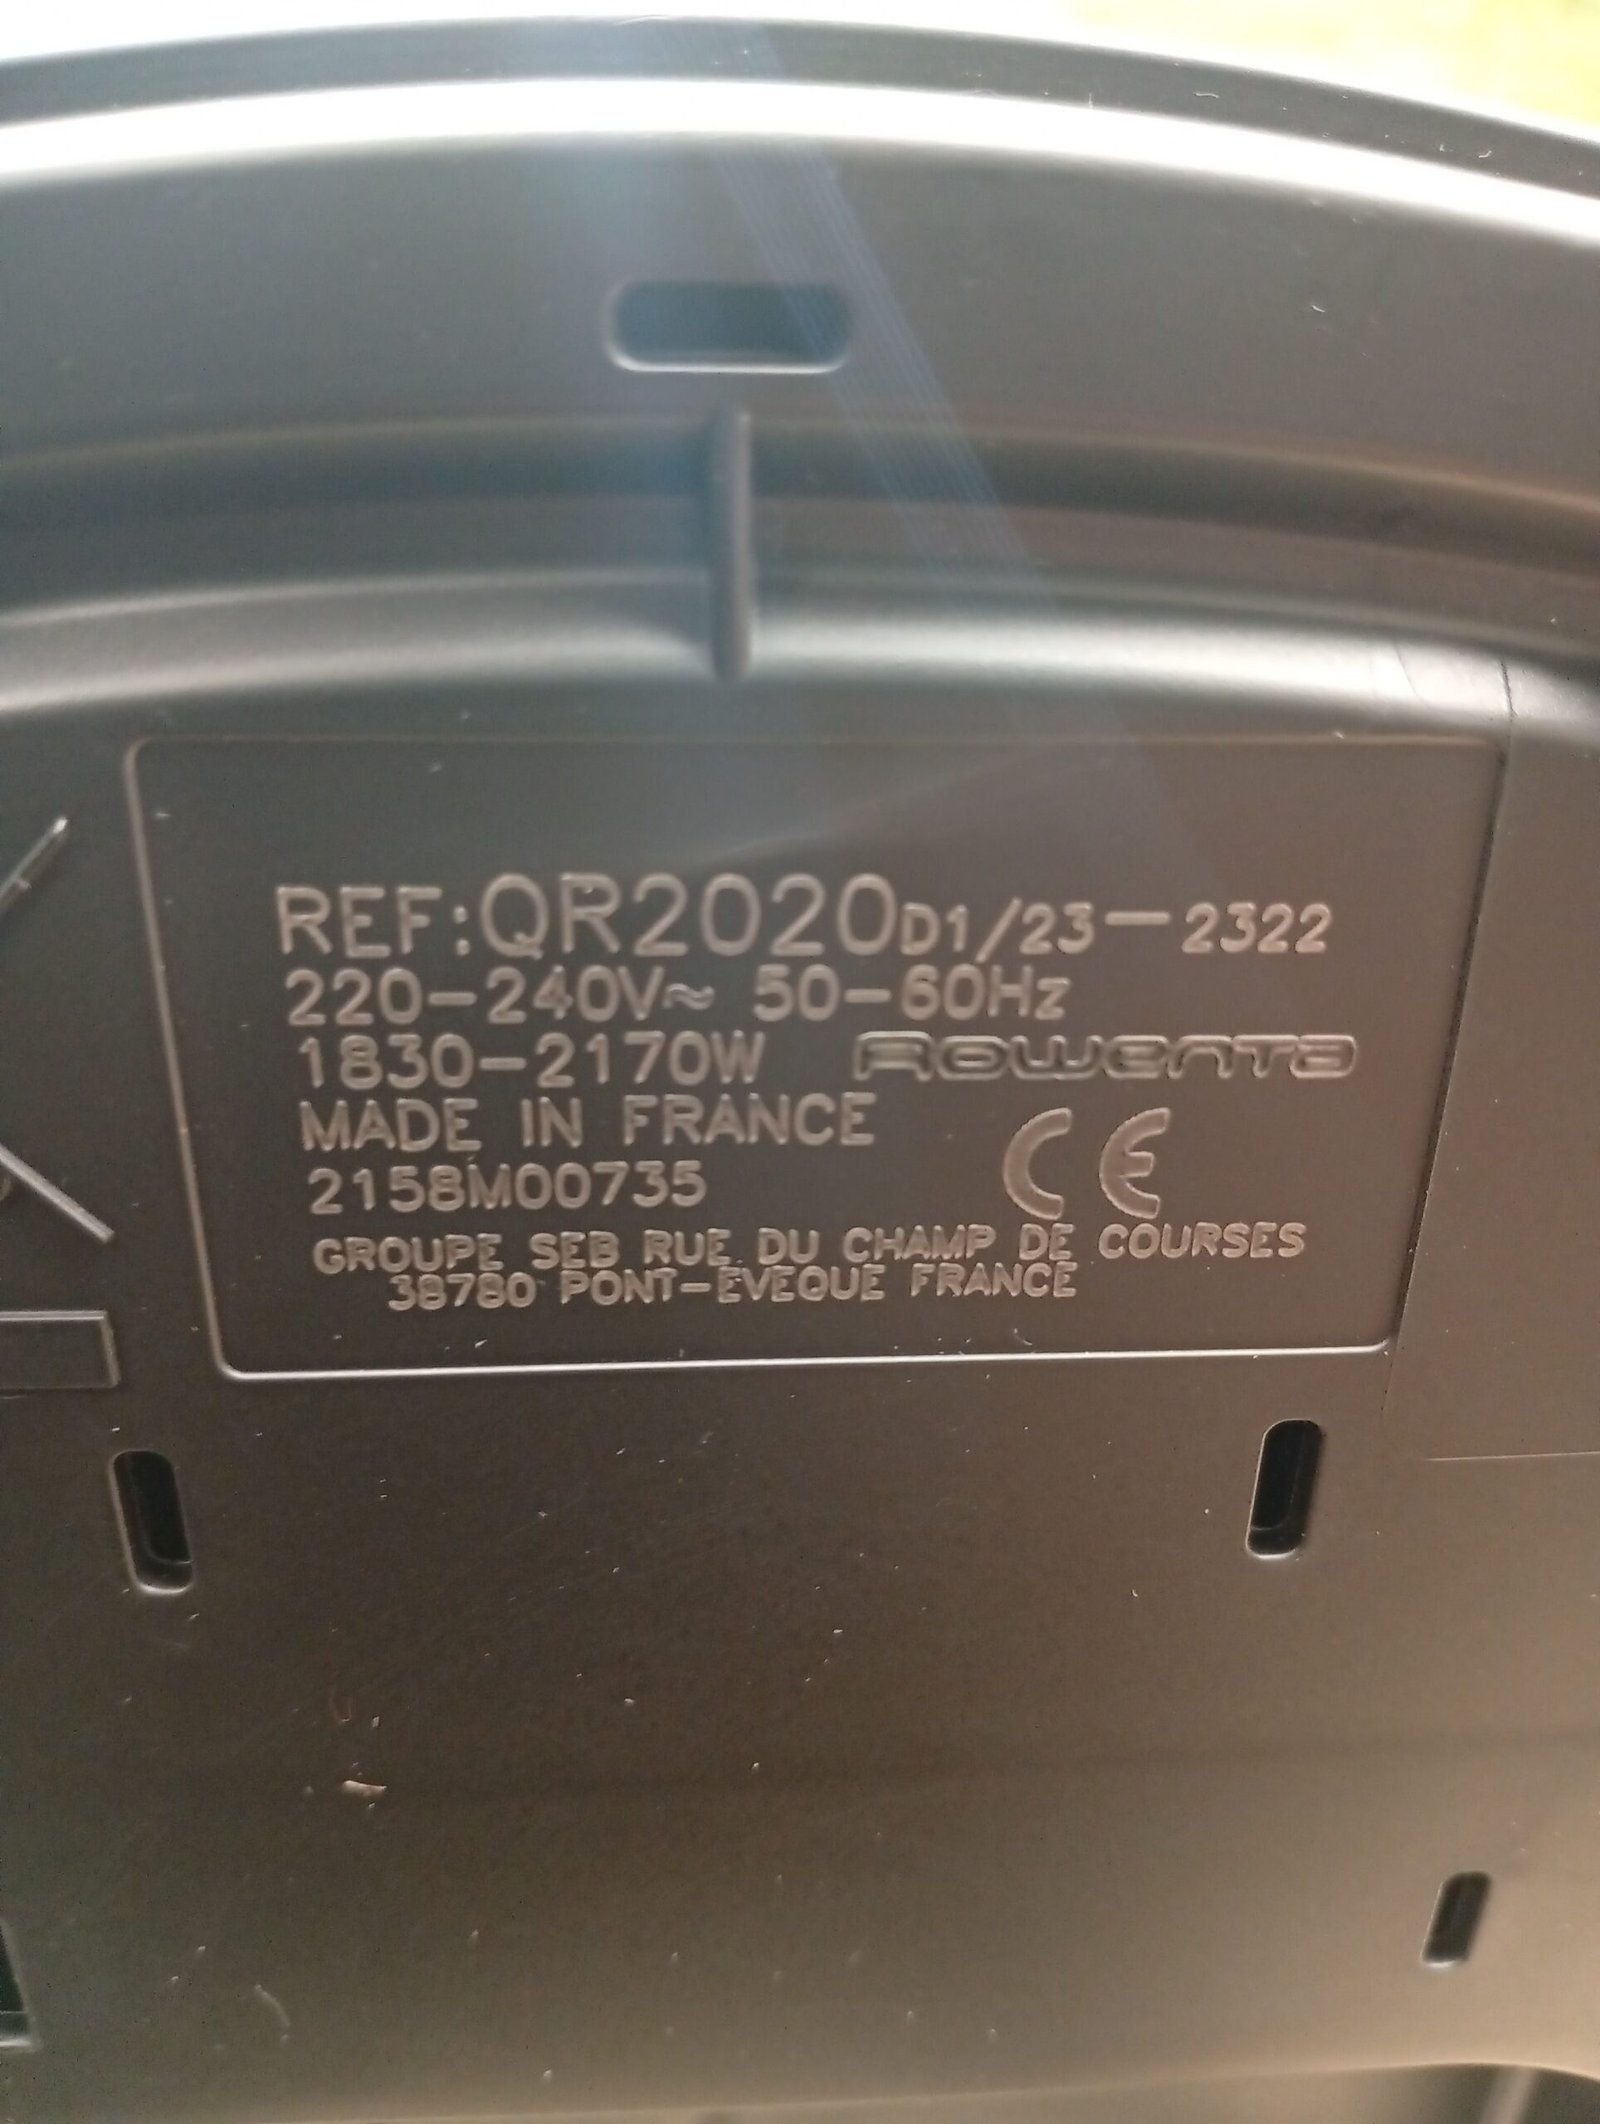 REF:QR2020D1/23-2322
220-240V~ 50-60Hz
1830-2170W Rowenta
MADE IN FRANCE
2158M00735 CE
GROUPE SEB RUE DU CHAMP DE COURSES
38780 PONT-EVEQUE FRANCE